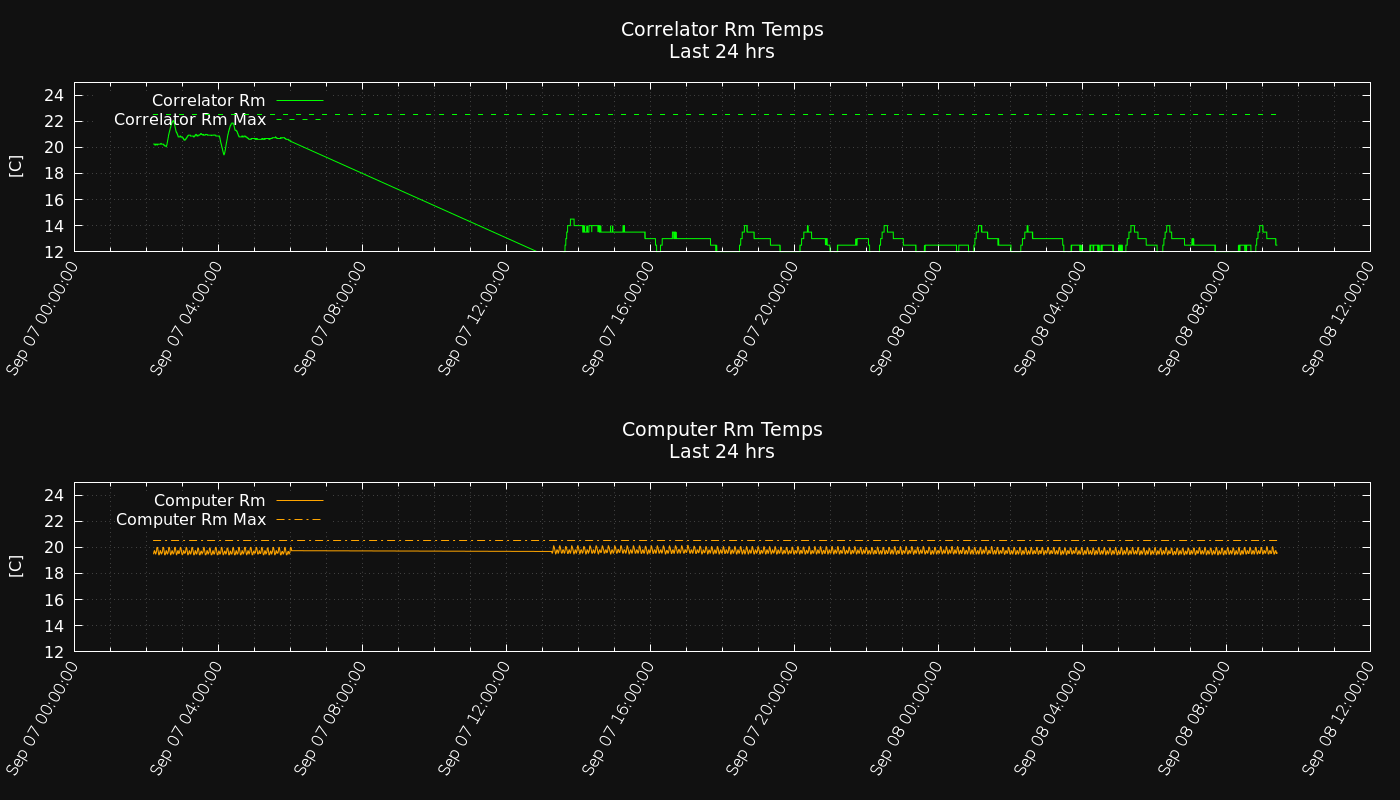 Correlator Rm Temps
Last 24 hrs
Correlator Rm
Correlator Rm Max
[C]
24
22
20
18
16
14
12
Sep 07 00:00:00
Sep 07 04:00:00
Sep 07 08:00:00
Sep 07 12:00:00
Sep 07 16:00:00
Sep 07 20:00:00
Sep 08 00:00:00
Sep 08 04:00:00
Sep 08 08:00:00
Sep 08 12:00:00
Computer Rm Temps
Last 24 hrs
Computer Rm
Computer Rm Max
[C]
24
22
20
18
16
14
12
Sep 07 00:00:00
Sep 07 04:00:00
Sep 07 08:00:00
Sep 07 12:00:00
Sep 07 16:00:00
Sep 07 20:00:00
Sep 08 00:00:00
Sep 08 04:00:00
Sep 08 08:00:00
Sep 08 12:00:00